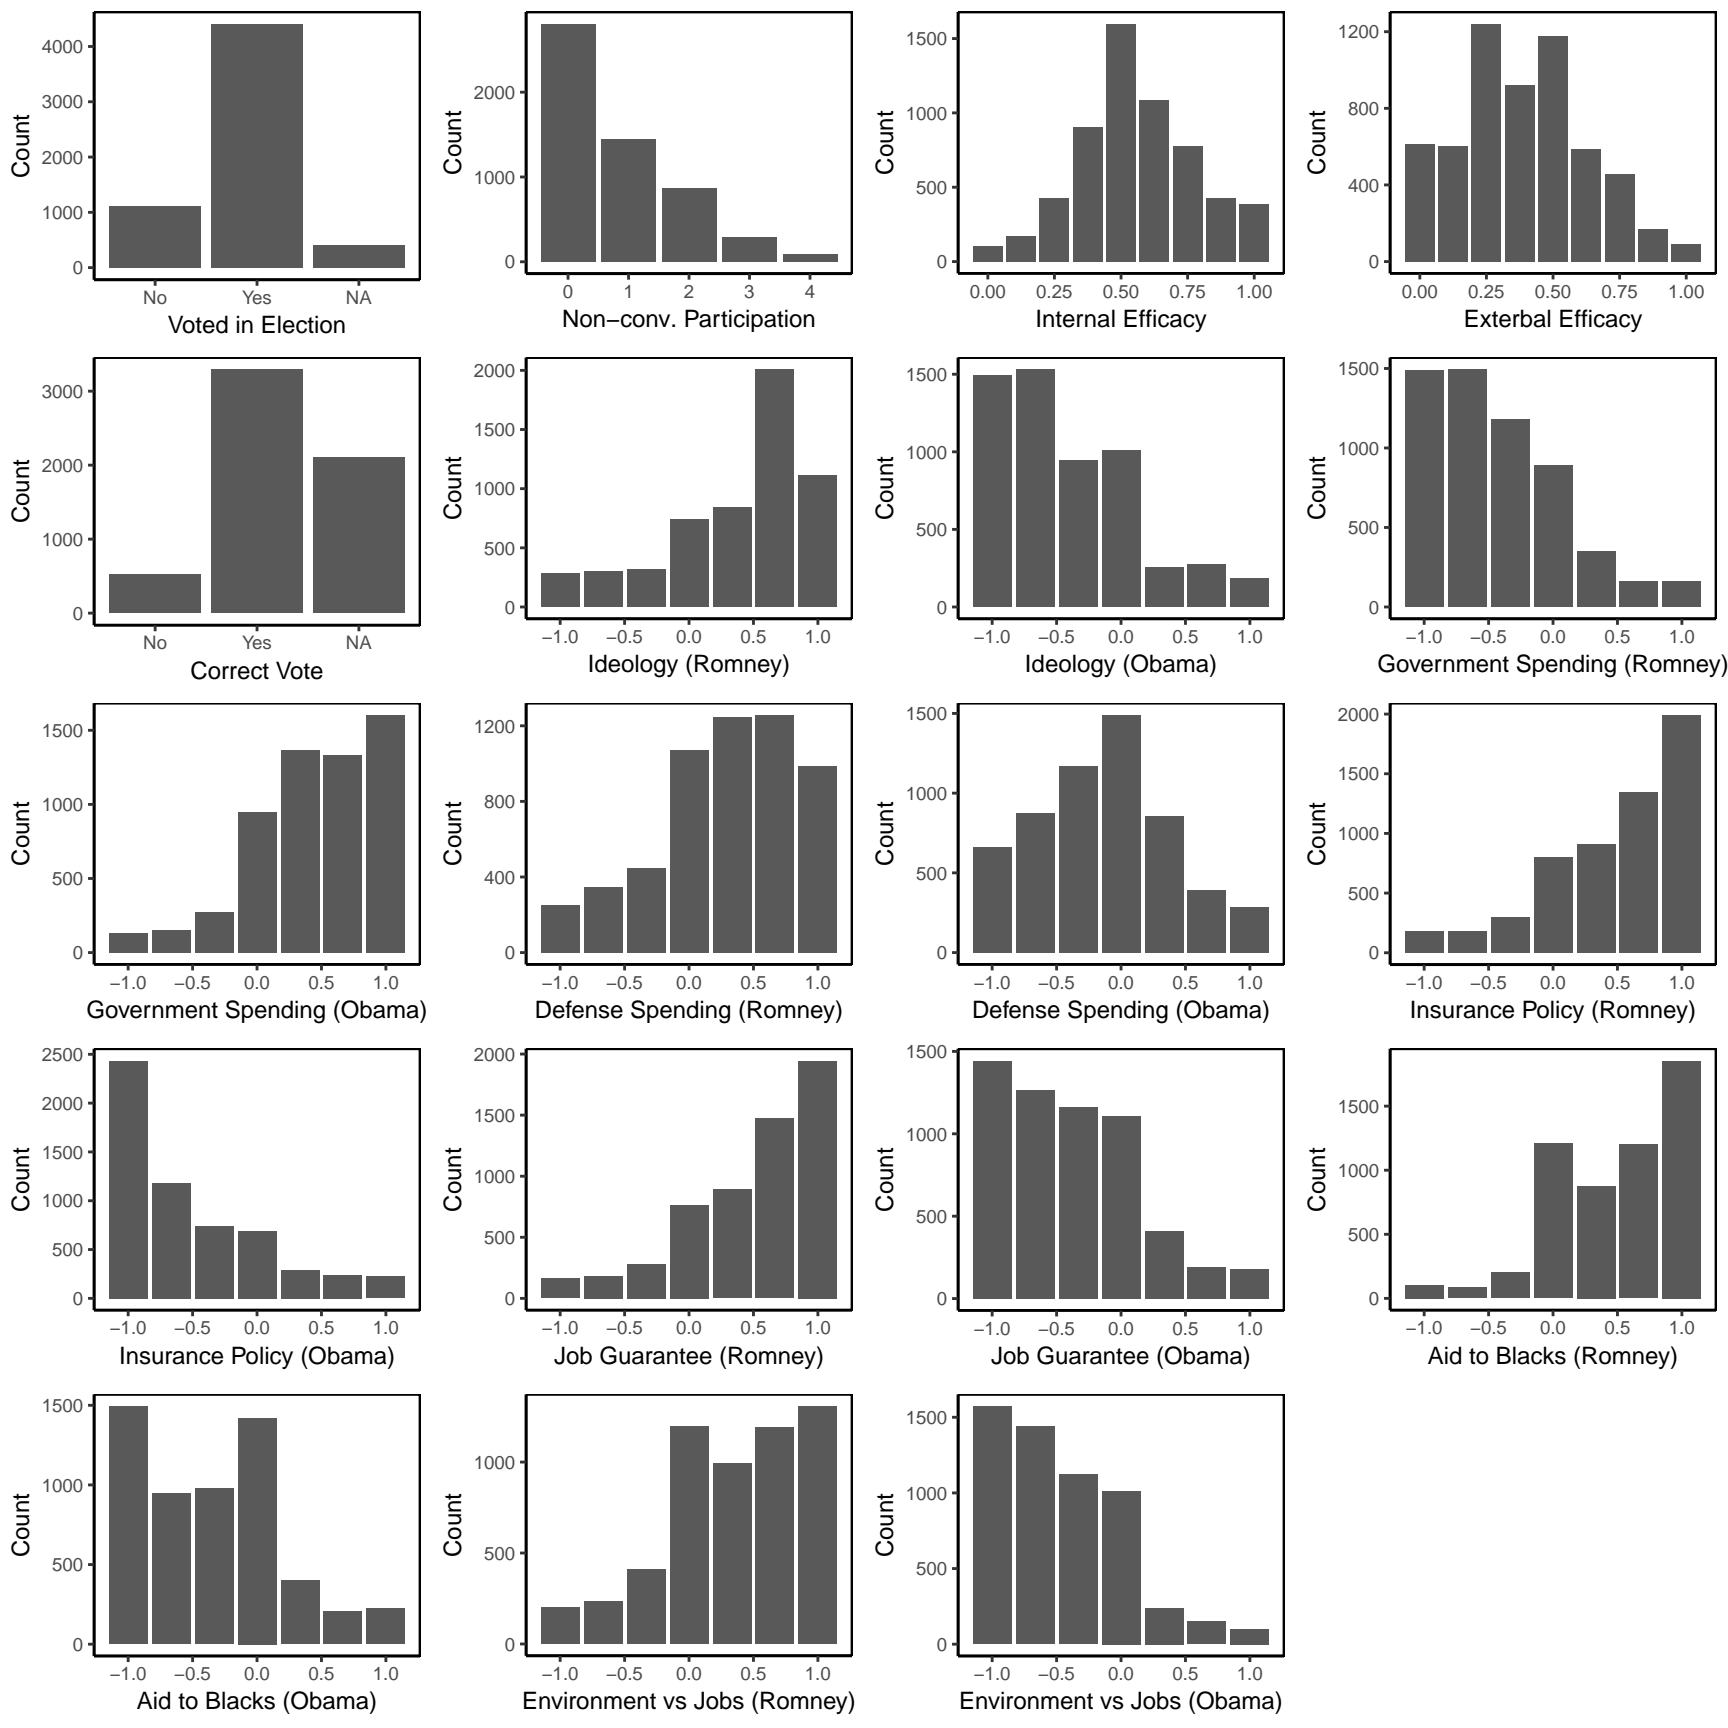 4000
3000
2000
1000
0
Count
No Yes NA
Voted in Election
2000
1000
0
Count
0 1 2 3 4
Non−conv. Participation
1500
1000
500
0
Count
0.00 0.25 0.50 0.75 1.00
Internal Efficacy
1200
800
400
0
Count
0.00 0.25 0.50 0.75 1.00
Exterbal Efficacy
3000
2000
1000
0
Count
No Yes NA
Correct Vote
2000
1500
1000
500
0
Count
−1.0 −0.5 0.0 0.5 1.0
Ideology (Romney)
1500
1000
500
0
Count
−1.0 −0.5 0.0 0.5 1.0
Ideology (Obama)
1500
1000
500
0
Count
−1.0 −0.5 0.0 0.5 1.0
Government Spending (Romney)
1500
1000
500
0
Count
−1.0 −0.5 0.0 0.5 1.0
Government Spending (Obama)
1200
800
400
0
Count
−1.0 −0.5 0.0 0.5 1.0
Defense Spending (Romney)
1500
1000
500
0
Count
−1.0 −0.5 0.0 0.5 1.0
Defense Spending (Obama)
2000
1500
1000
500
0
Count
−1.0 −0.5 0.0 0.5 1.0
Insurance Policy (Romney)
2500
2000
1500
1000
500
0
Count
−1.0 −0.5 0.0 0.5 1.0
Insurance Policy (Obama)
2000
1500
1000
500
0
Count
−1.0 −0.5 0.0 0.5 1.0
Job Guarantee (Romney)
1500
1000
500
0
Count
−1.0 −0.5 0.0 0.5 1.0
Job Guarantee (Obama)
1500
1000
500
0
Count
−1.0 −0.5 0.0 0.5 1.0
Aid to Blacks (Romney)
1500
1000
500
0
Count
−1.0 −0.5 0.0 0.5 1.0
Aid to Blacks (Obama)
1000
500
0
Count
−1.0 −0.5 0.0 0.5 1.0
Environment vs Jobs (Romney)
1500
1000
500
0
Count
−1.0 −0.5 0.0 0.5 1.0
Environment vs Jobs (Obama)